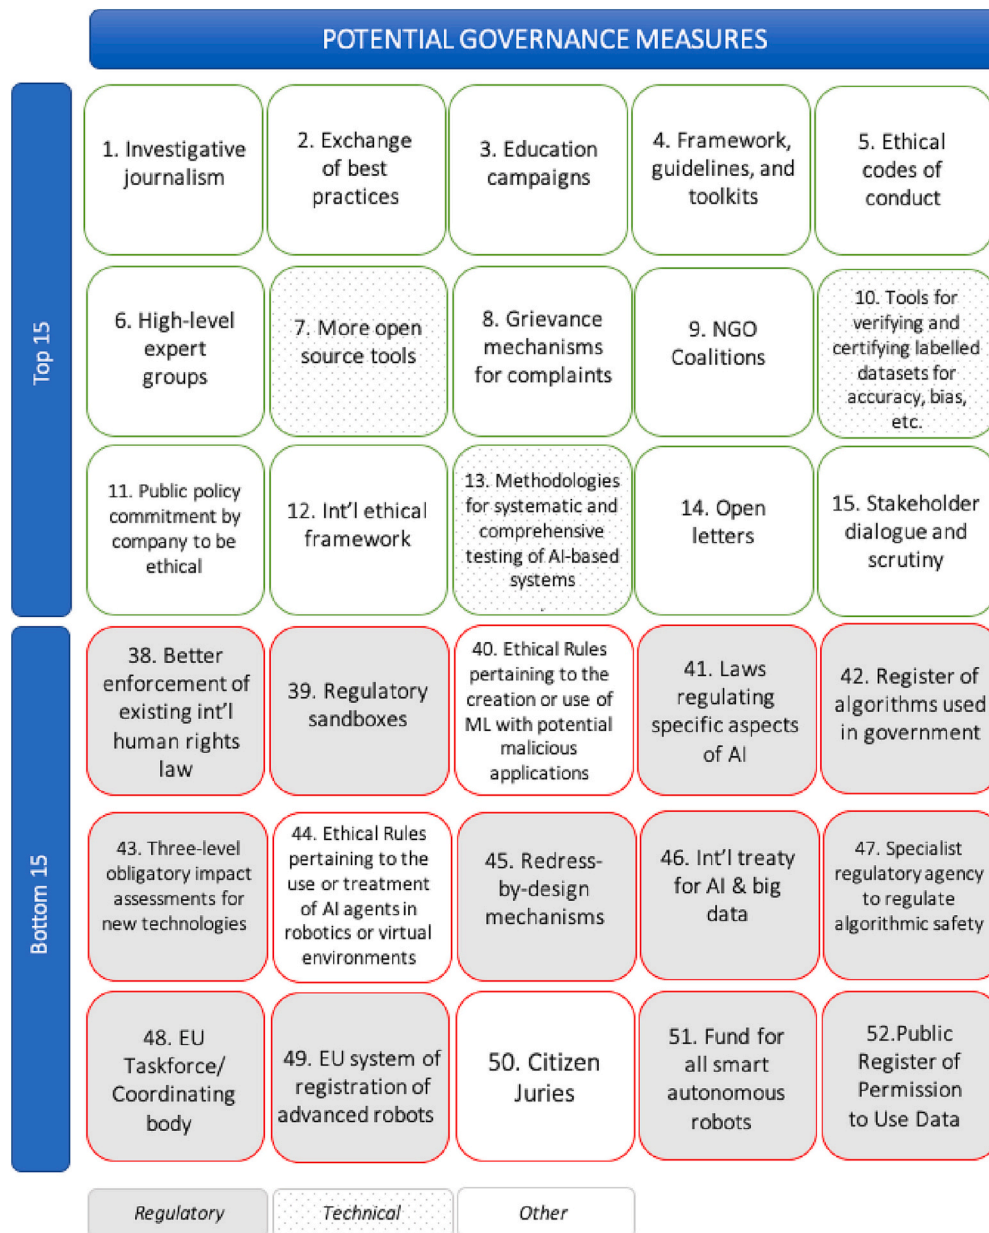 POTENTIAL GOVERNANCE MEASURES
Top 15
1. Investigative
journalism
2. Exchange
of best
practices
3. Education
campaigns
4. Framework,
guidelines, and
toolkits
5. Ethical
codes of
conduct
6. High-level
expert
groups
7. More open
source tools
8. Grievance
mechanisms
for complaints
9. NGO
Coalitions
10. Tools for
verifying and
certifying labelled
datasets for
accuracy, bias,
etc.
11. Public policy
commitment by
company to be
ethical
12. Int'l ethical
framework
13. Methodologies
for systematic and
comprehensive
testing of AI-based
systems
.
14. Open
letters
15. Stakeholder
dialogue and
scrutiny
Bottom 15
38. Better
enforcement of
existing int'l
human rights
law
39. Regulatory
sandboxes
40. Ethical Rules
pertaining to the
creation or use of
ML with potential
malicious
applications
41. Laws
regulating
specific aspects
of AI
42. Register of
algorithms used
in government
43. Three-level
obligatory impact
assessments for
new technologies
44. Ethical Rules
pertaining to the
use or treatment
of AI agents in
robotics or virtual
environments
45. Redress-
by-design
mechanisms
46. Int'l treaty
for AI & big
data
47. Specialist
regulatory agency
to regulate
algorithmic safety
48. EU
Taskforce/
Coordinating
body
49. EU system of
registration of
advanced robots
50. Citizen
Juries
51. Fund for
all smart
autonomous
robots
52.Public
Register of
Permission
to Use Data
Regulatory
Technical
Other